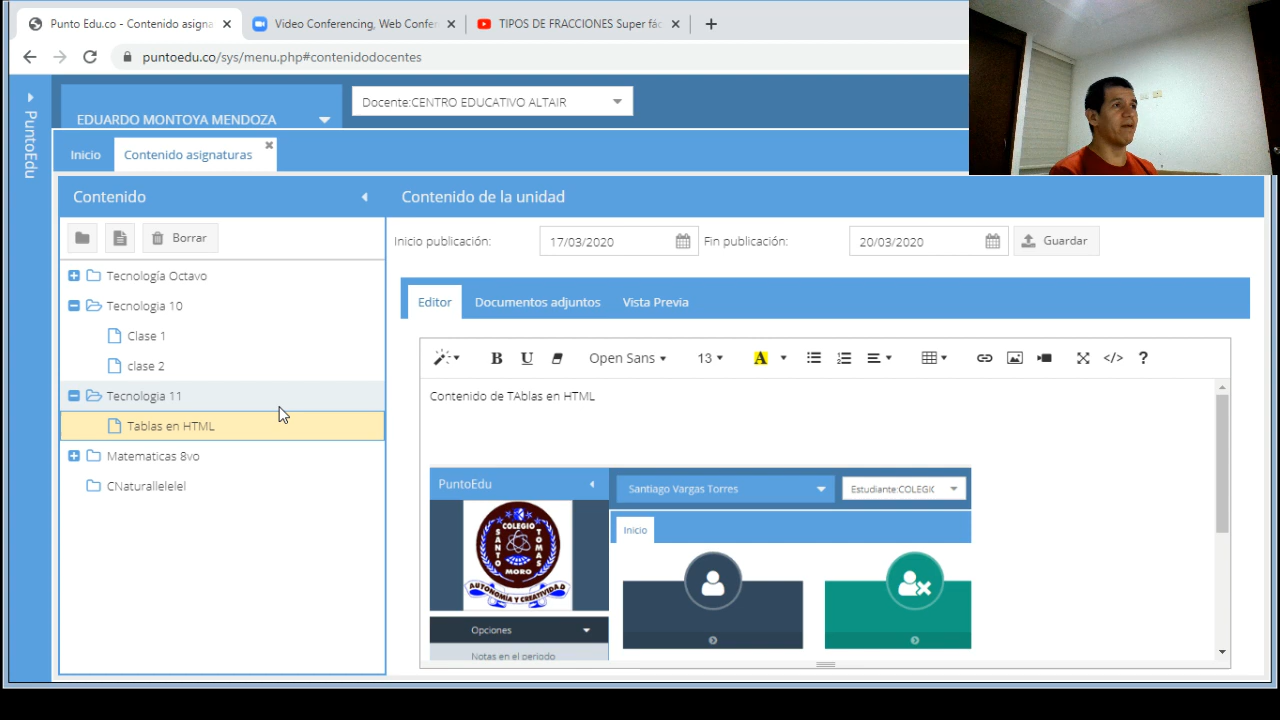 Punto Edu.co - Contenido asigna
Video Conferencing, Web Confer
TIPOS DE FRACCIONES Super fác
puntoedu.co/sys/menu.php#contenidodocentes
PuntoEdu
EDUARDO MONTOYA MENDOZA
Docente:CENTRO EDUCATIVO ALTAIR
Inicio
Contenido asignaturas
Contenido
Contenido de la unidad
Borrar
Inicio publicación:
17/03/2020
Fin publicación:
20/03/2020
Guardar
Tecnología Octavo
Tecnologia 10
Clase 1
clase 2
Tecnologia 11
Tablas en HTML
Matematicas 8vo
CNaturallelelel
Editor
Documentos adjuntos
Vista Previa
B U Open Sans 13 A </> ?
Contenido de TAblas en HTML
PuntoEdu
Santiago Vargas Torres
Estudiante:COLEGIC
Inicio
COLEGIO
SANTO
TOMAS
MORO
AUTONOMIA Y CREATIVIDAD
Opciones
Notas en el periodo